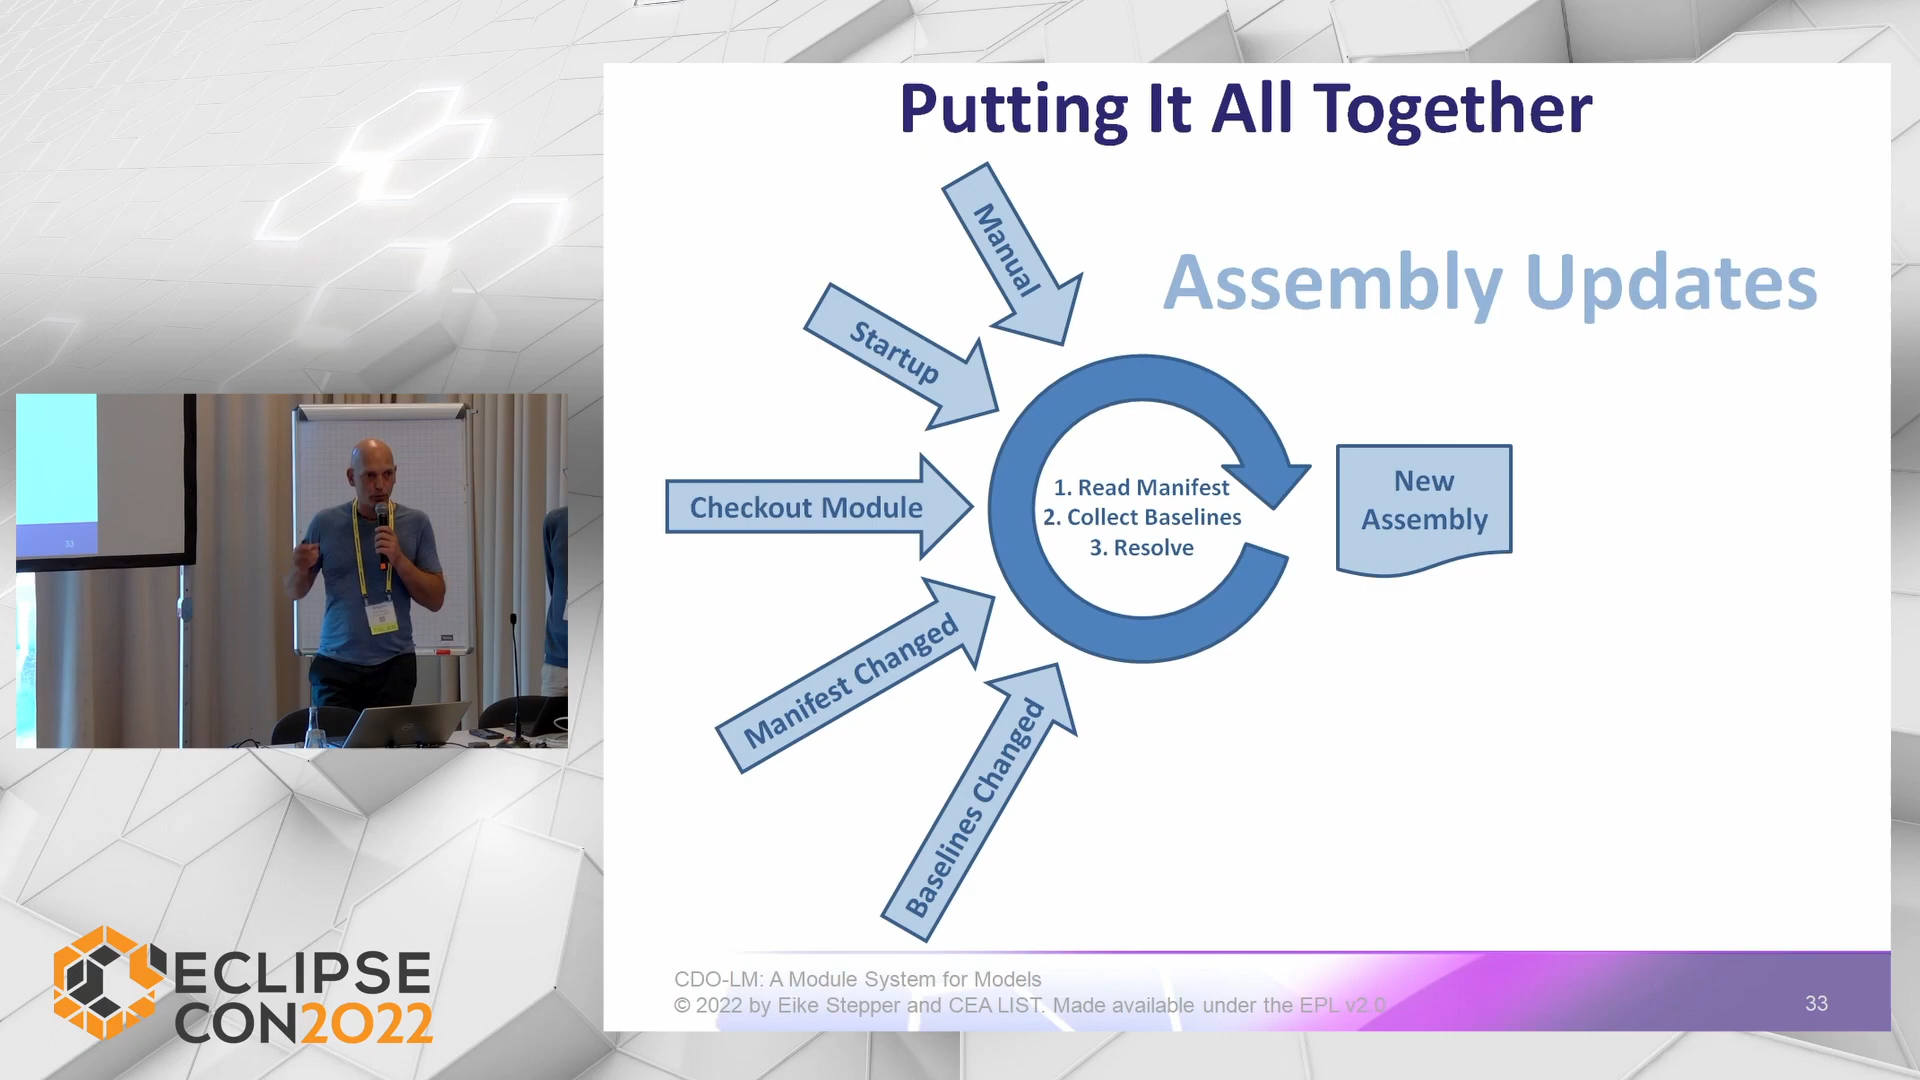 Putting It All Together
Assembly Updates
Manual
Startup
Checkout Module
Manifest Changed
Baselines Changed
1. Read Manifest
2. Collect Baselines
3. Resolve
New
Assembly
CDO-LM: A Module System for Models
© 2022 by Eike Stepper and CEA LIST. Made available under the EPL v2.0
33
33
ECLIPSE
CON2022